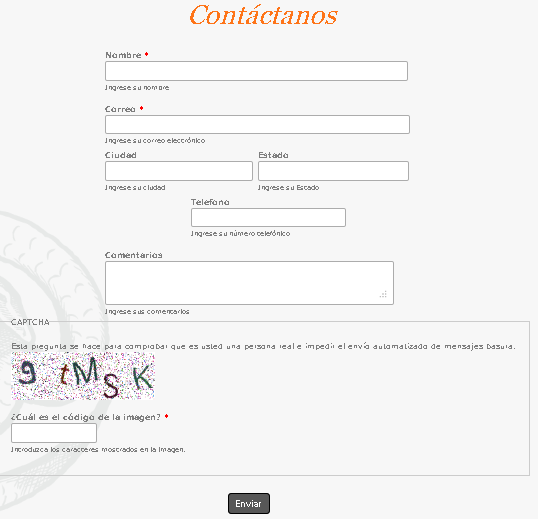 Contáctanos
Nombre *
Ingrese su nombre
Correo *
Ingrese su correo electrónico
Ciudad Estado
Ingrese su ciudad Ingrese su Estado
Telefono
Ingrese su número telefónico
Comentarios
Ingrese sus comentarios
CAPTCHA
Esta pregunta se hace para comprobar que es usted una persona real e impedir el envío automatizado de mensajes basura.
9 t M S K
¿Cuál es el código de la imagen? *
Introduzca los caracteres mostrados en la imagen.
Enviar